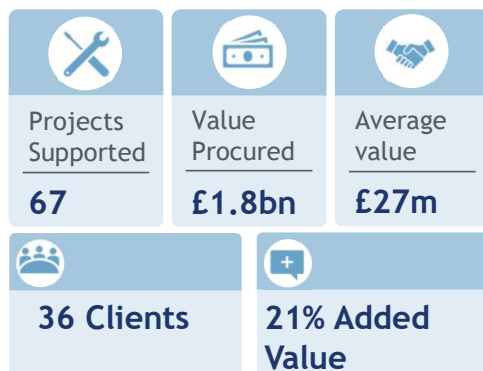 Projects
Supported
67
Value
Procured
£1.8bn
Average
value
£27m
36 Clients
21% Added
Value